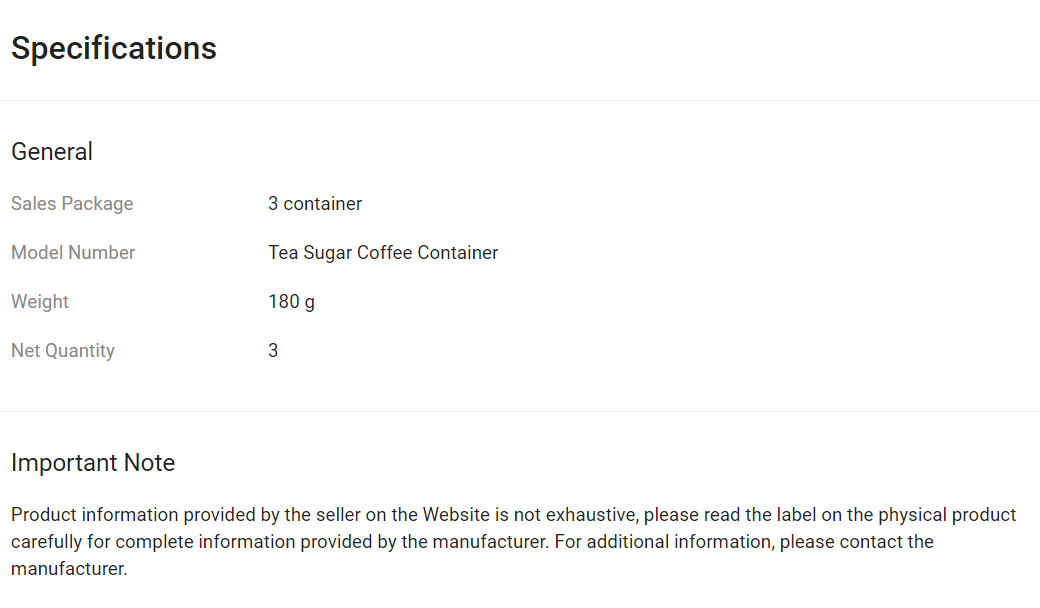 Specifications
General
Sales Package 3 container
Model Number Tea Sugar Coffee Container
Weight 180 g
Net Quantity 3
Important Note
Product information provided by the seller on the Website is not exhaustive, please read the label on the physical product
carefully for complete information provided by the manufacturer. For additional information, please contact the
manufacturer.